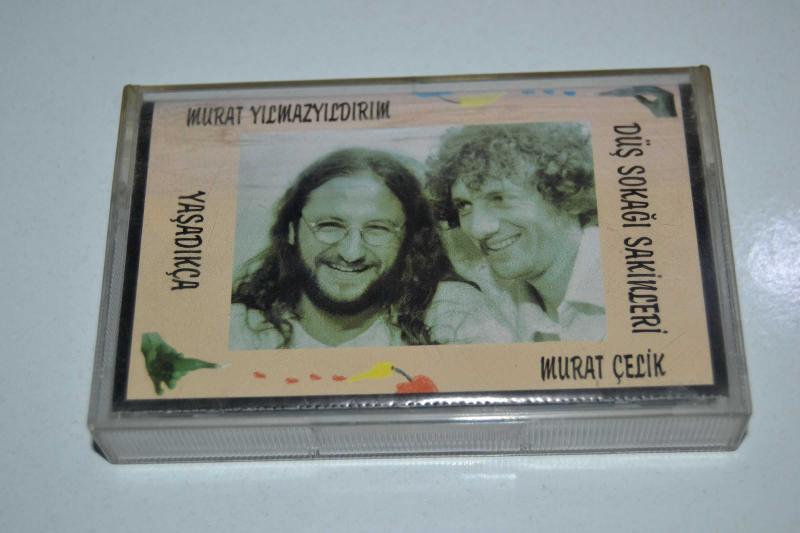 MURAT YILMAZYILDIRIM
DÜŞ SOKAĞI SAKİNLERİ
YAŞADIKÇA
MURAT ÇELİK